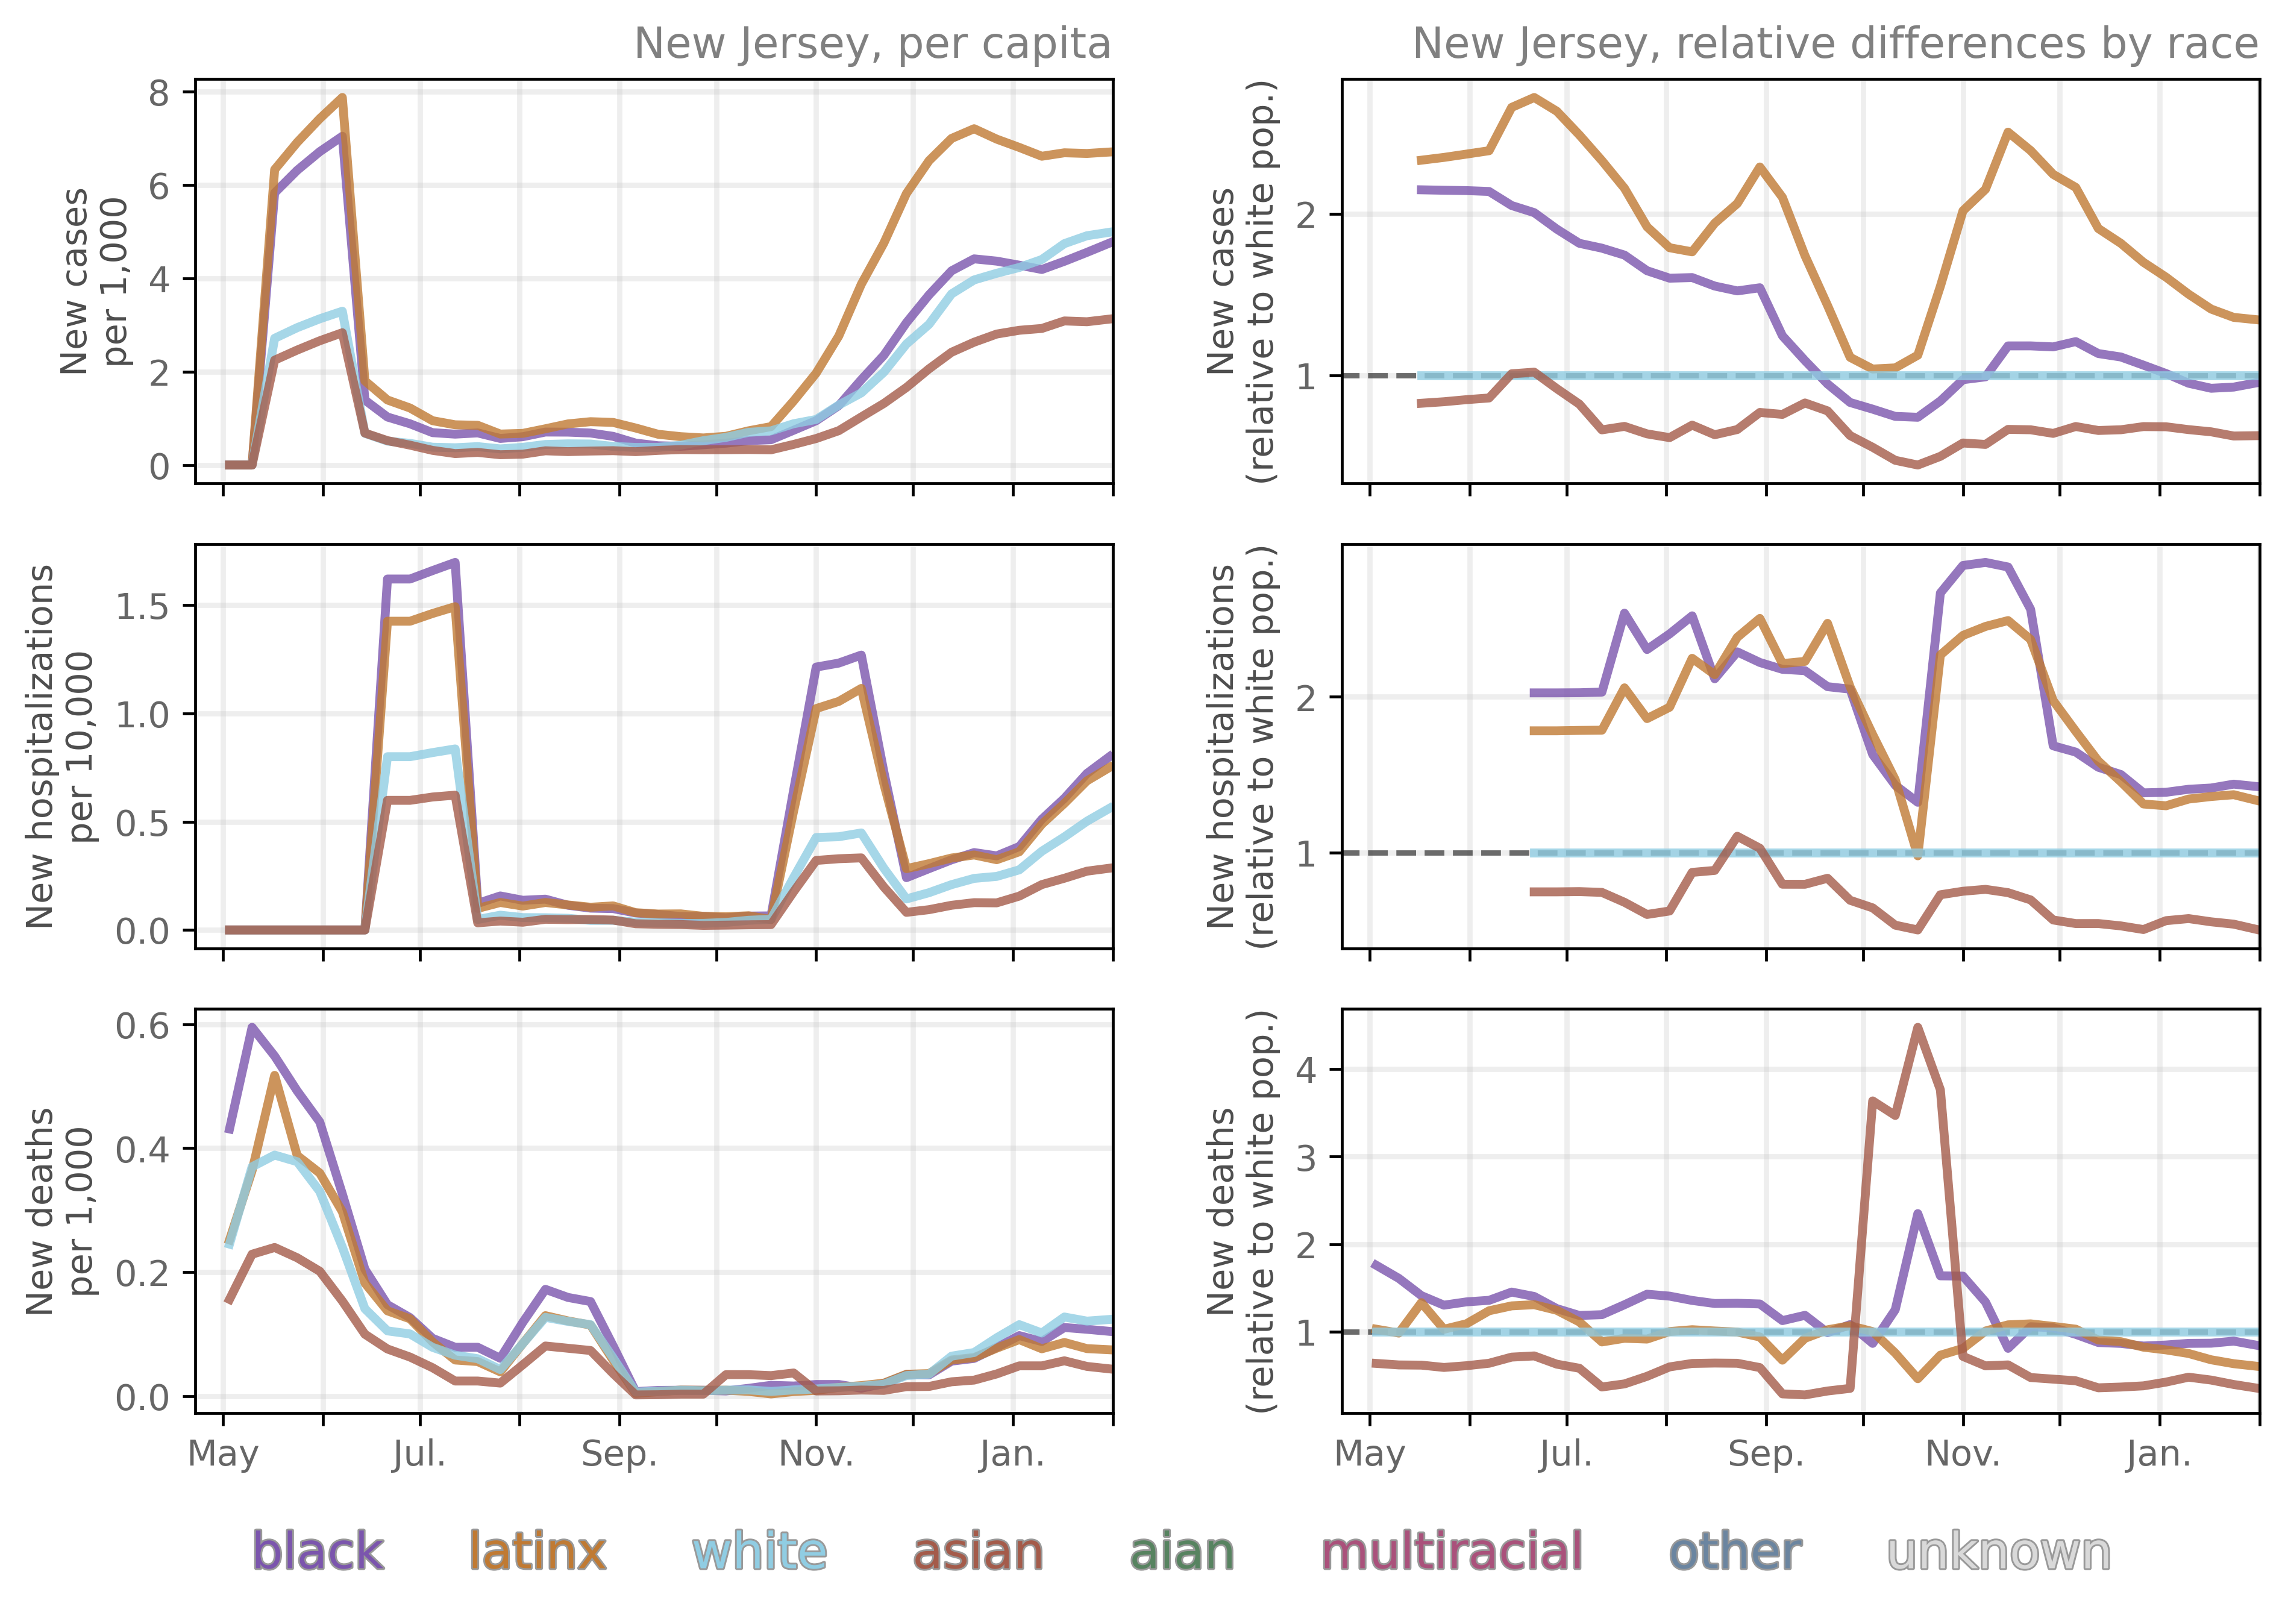 New Jersey, per capita
New Jersey, relative differences by race
New cases
per 1,000
8
6
4
2
0
New cases
(relative to white pop.)
2
1
New hospitalizations
per 10,000
1.5
1.0
0.5
0.0
New hospitalizations
(relative to white pop.)
2
1
New deaths
per 1,000
0.6
0.4
0.2
0.0
May Jul. Sep. Nov. Jan.
New deaths
(relative to white pop.)
4
3
2
1
May Jul. Sep. Nov. Jan.
black latinx white asian aian multiracial other unknown